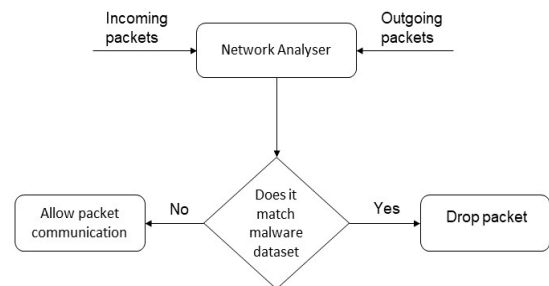 Incoming
packets
Outgoing
packets
Network Analyser
Does it
match
malware
dataset
No
Yes
Allow packet
communication
Drop packet